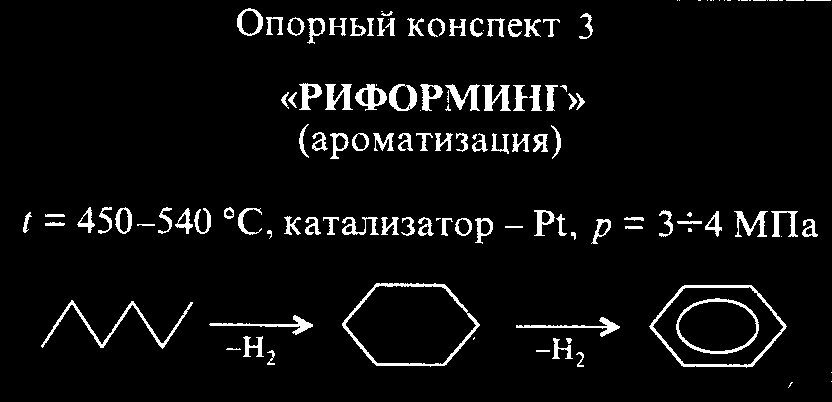 Опорный конспект 3
«РИФОРМИНГ»
(ароматизация)
t = 450–540 °С, катализатор – Pt, p = 3÷4 МПа
–H₂ –H₂